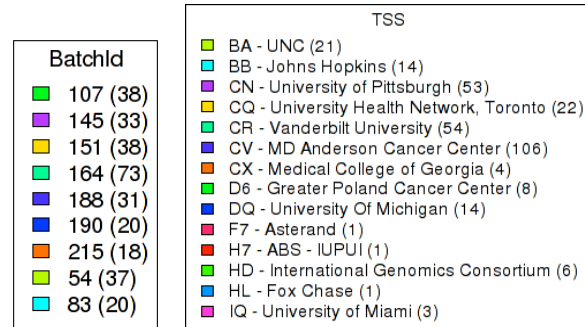 BatchId
107 (38)
145 (33)
151 (38)
164 (73)
188 (31)
190 (20)
215 (18)
54 (37)
83 (20)
TSS
BA - UNC (21)
BB - Johns Hopkins (14)
CN - University of Pittsburgh (53)
CQ - University Health Network, Toronto (22)
CR - Vanderbilt University (54)
CV - MD Anderson Cancer Center (106)
CX - Medical College of Georgia (4)
D6 - Greater Poland Cancer Center (8)
DQ - University Of Michigan (14)
F7 - Asterand (1)
H7 - ABS - IUPUI (1)
HD - International Genomics Consortium (6)
HL - Fox Chase (1)
IQ - University of Miami (3)